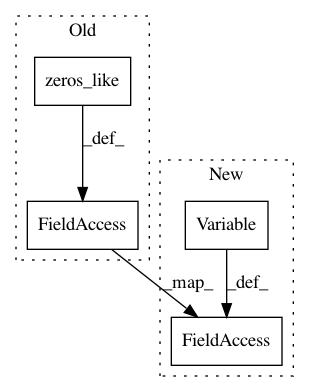 Old
zeros_like
_def_
FieldAccess
New
Variable
_map_
_def_
FieldAccess